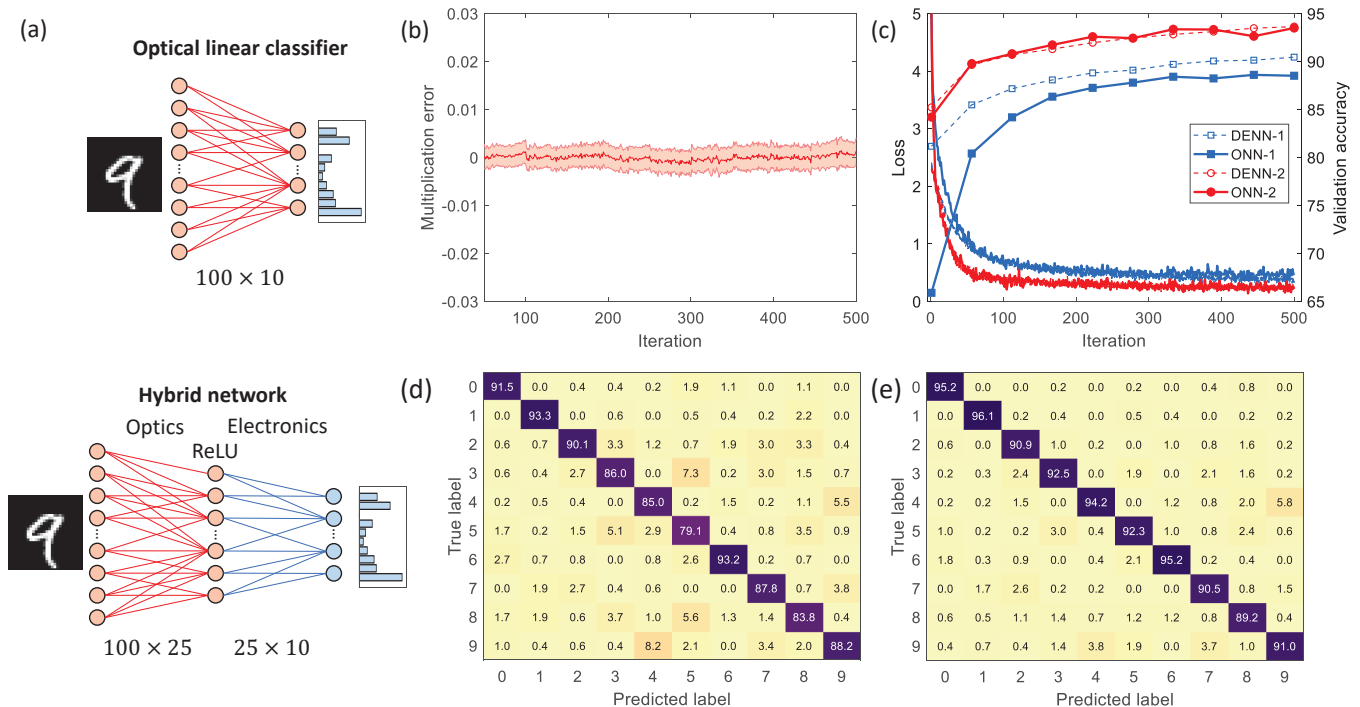 (a)
Optical linear classifier
100 × 10
Hybrid network
Optics
Electronics
ReLU
100 × 25
25 × 10
(b)
0.03
0.02
0.01
0
-0.01
-0.02
-0.03
Multiplication error
100 200 300 400 500
Iteration
(c)
5
4
3
2
1
0
Loss
95
90
85
80
75
70
65
Validation accuracy
DENN-1
ONN-1
DENN-2
ONN-2
0 100 200 300 400 500
Iteration
(d)
True label
0 91.5 0.0 0.4 0.4 0.2 1.9 1.1 0.0 1.1 0.0
1 0.0 93.3 0.0 0.6 0.0 0.5 0.4 0.2 2.2 0.0
2 0.6 0.7 90.1 3.3 1.2 0.7 1.9 3.0 3.3 0.4
3 0.6 0.4 2.7 86.0 0.0 7.3 0.2 3.0 1.5 0.7
4 0.2 0.5 0.4 0.0 85.0 0.2 1.5 0.2 1.1 5.5
5 1.7 0.2 1.5 5.1 2.9 79.1 0.4 0.8 3.5 0.9
6 2.7 0.7 0.8 0.0 0.8 2.6 93.2 0.2 0.7 0.0
7 0.0 1.9 2.7 0.4 0.6 0.0 0.0 87.8 0.7 3.8
8 1.7 1.9 0.6 3.7 1.0 5.6 1.3 1.4 83.8 0.4
9 1.0 0.4 0.6 0.4 8.2 2.1 0.0 3.4 2.0 88.2
0 1 2 3 4 5 6 7 8 9
Predicted label
(e)
True label
0 95.2 0.0 0.0 0.2 0.0 0.2 0.0 0.4 0.8 0.0
1 0.0 96.1 0.2 0.4 0.0 0.5 0.4 0.0 0.2 0.2
2 0.6 0.0 90.9 1.0 0.2 0.0 1.0 0.8 1.6 0.2
3 0.2 0.3 2.4 92.5 0.0 1.9 0.0 2.1 1.6 0.2
4 0.2 0.2 1.5 0.0 94.2 0.0 1.2 0.8 2.0 5.8
5 1.0 0.2 0.2 3.0 0.4 92.3 1.0 0.8 2.4 0.6
6 1.8 0.3 0.9 0.0 0.4 2.1 95.2 0.2 0.4 0.0
7 0.0 1.7 2.6 0.2 0.2 0.0 0.0 90.5 0.8 1.5
8 0.6 0.5 1.1 1.4 0.7 1.2 1.2 0.8 89.2 0.6
9 0.4 0.7 0.4 1.4 3.8 1.9 0.0 3.7 1.0 91.0
0 1 2 3 4 5 6 7 8 9
Predicted label